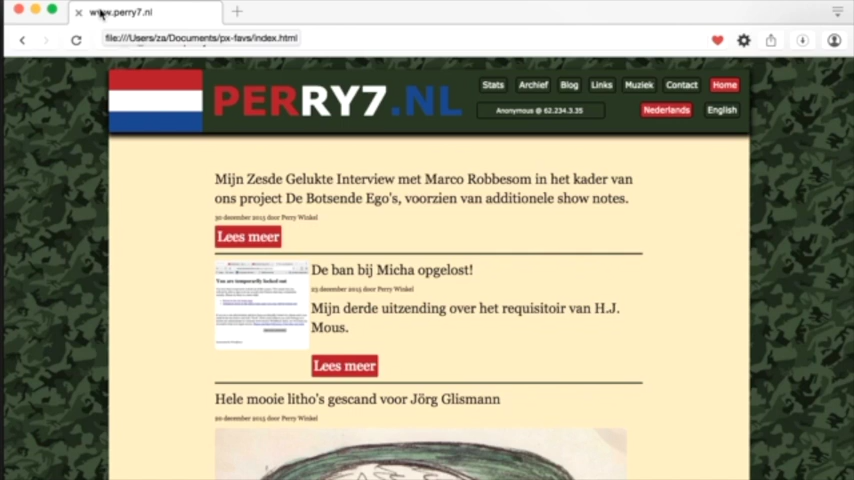 www.perry7.nl
file:///Users/za/Documents/px-favs/index.html
PERRY7.NL
Stats Archief Blog Links Muziek Contact Home
Anonymous @ 62.234.3.35
Nederlands English
Mijn Zesde Gelukte Interview met Marco Robbesom in het kader van
ons project De Botsende Ego's, voorzien van additionele show notes.
30 december 2015 door Perry Winkel
Lees meer
You are temporarily locked out
De ban bij Micha opgelost!
23 december 2015 door Perry Winkel
Mijn derde uitzending over het requisitoir van H.J.
Mous.
Lees meer
Hele mooie litho's gescand voor Jörg Glismann
20 december 2015 door Perry Winkel